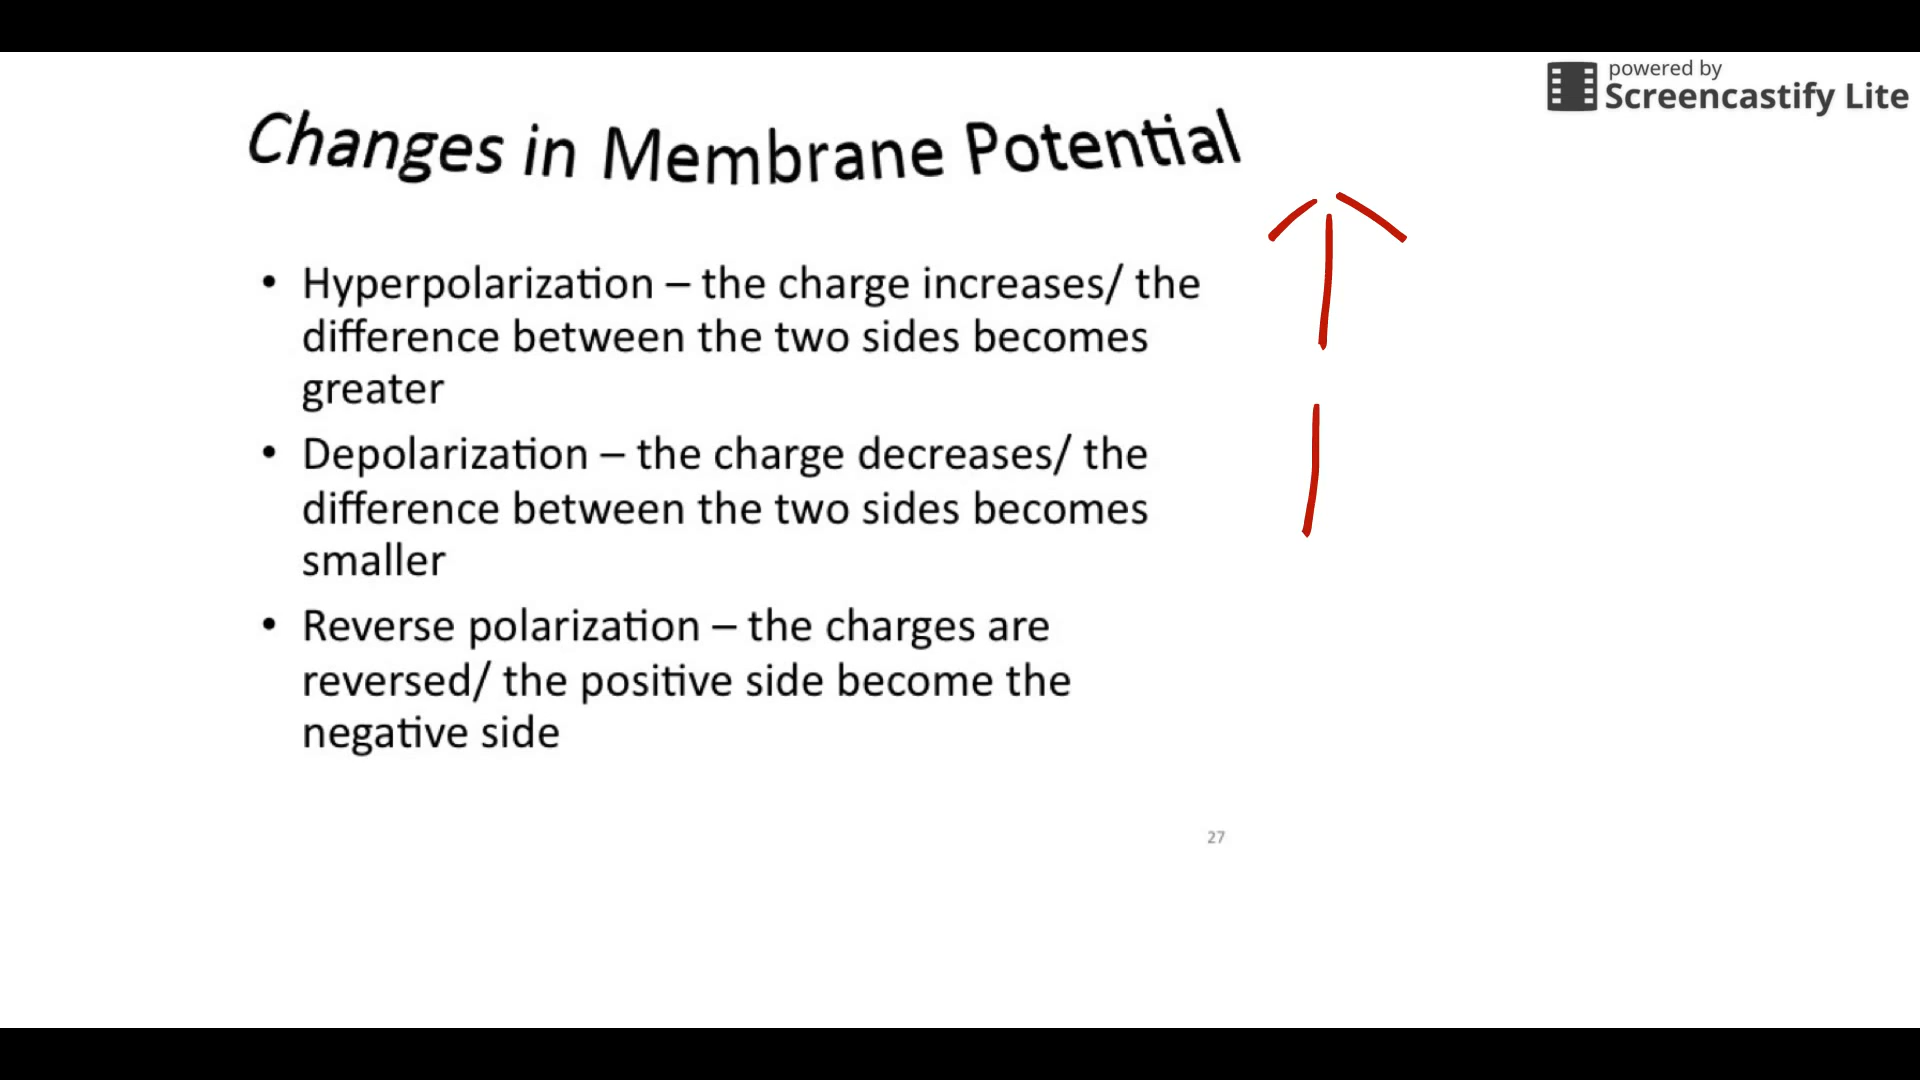 powered by
Screencastify Lite
Changes in Membrane Potential
• Hyperpolarization – the charge increases/ the
difference between the two sides becomes
greater
• Depolarization – the charge decreases/ the
difference between the two sides becomes
smaller
• Reverse polarization – the charges are
reversed/ the positive side become the
negative side
27